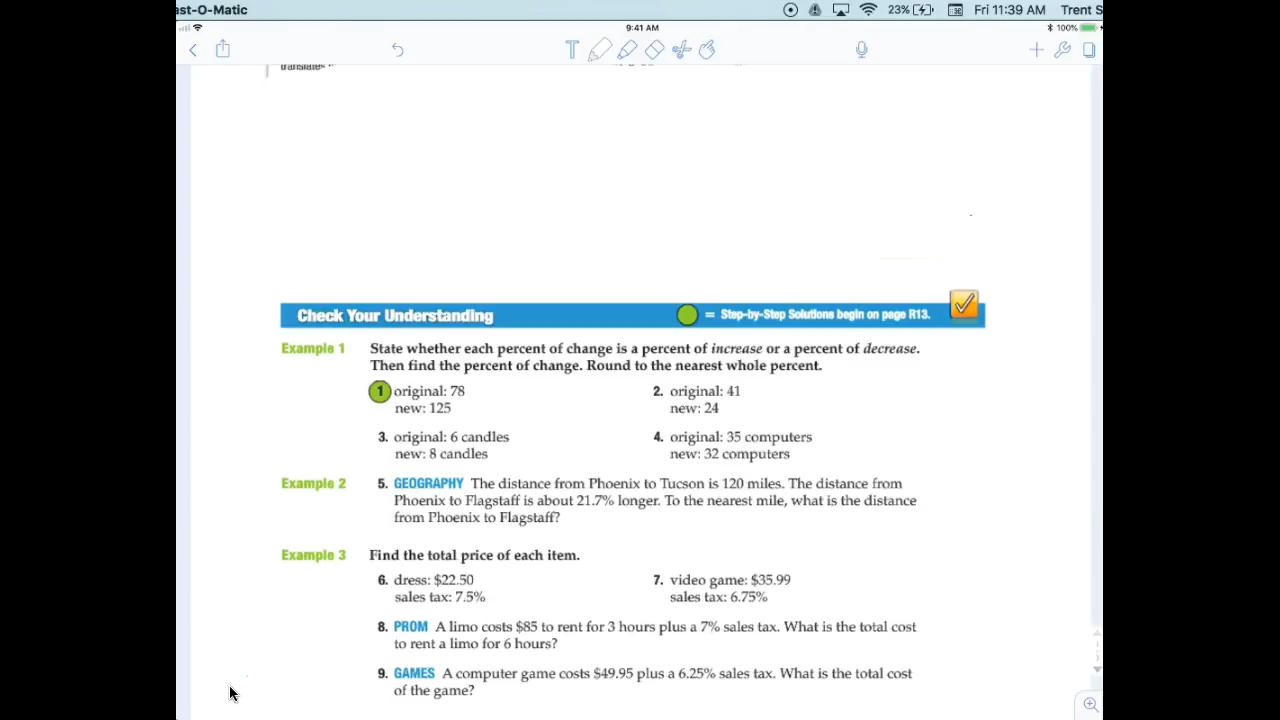 ast-O-Matic
23%
Fri 11:39 AM
Trent S
9:41 AM
100%
T
Check Your Understanding
= Step-by-Step Solutions begin on page R13.
Example 1
State whether each percent of change is a percent of increase or a percent of decrease.
Then find the percent of change. Round to the nearest whole percent.
1 original: 78
new: 125
2. original: 41
new: 24
3. original: 6 candles
new: 8 candles
4. original: 35 computers
new: 32 computers
Example 2
5. GEOGRAPHY The distance from Phoenix to Tucson is 120 miles. The distance from
Phoenix to Flagstaff is about 21.7% longer. To the nearest mile, what is the distance
from Phoenix to Flagstaff?
Example 3
Find the total price of each item.
6. dress: $22.50
sales tax: 7.5%
7. video game: $35.99
sales tax: 6.75%
8. PROM A limo costs $85 to rent for 3 hours plus a 7% sales tax. What is the total cost
to rent a limo for 6 hours?
9. GAMES A computer game costs $49.95 plus a 6.25% sales tax. What is the total cost
of the game?